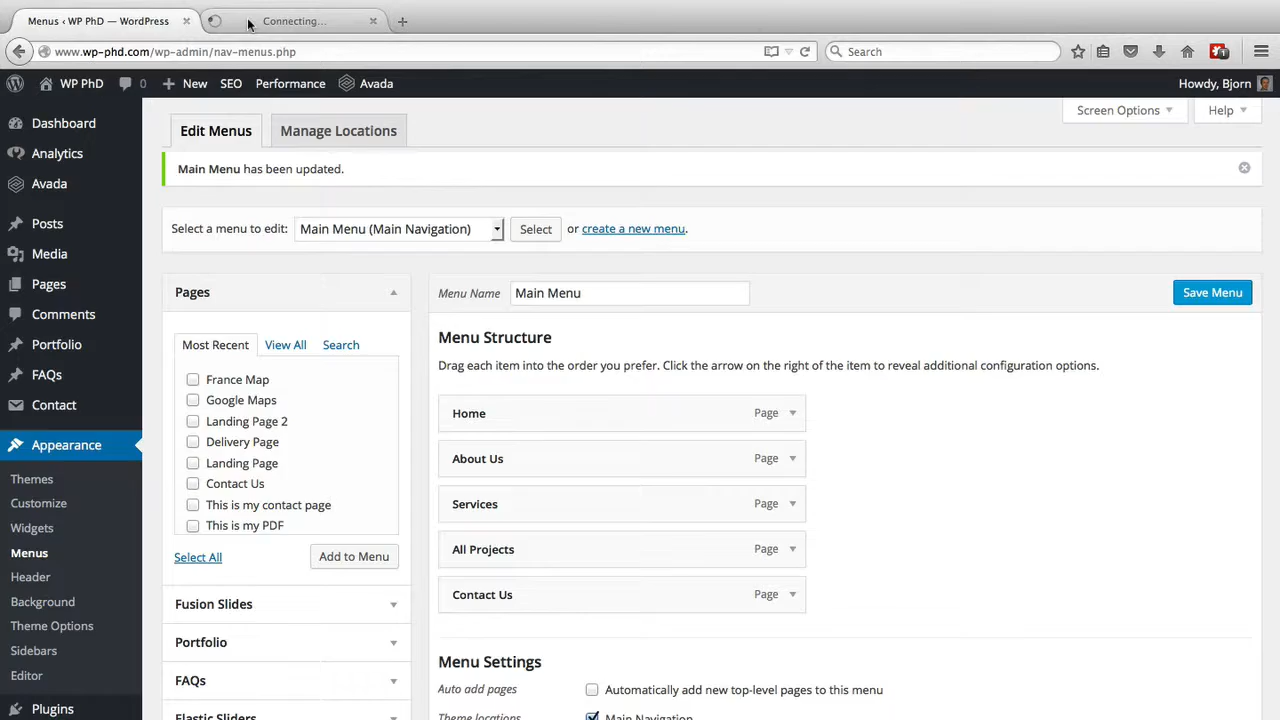 Menus ‹ WP PhD — WordPress
Connecting...
www.wp-phd.com/wp-admin/nav-menus.php
Search
WP PhD
0
New
SEO
Performance
Avada
Howdy, Bjorn
Dashboard
Analytics
Avada
Posts
Media
Pages
Comments
Portfolio
FAQs
Contact
Appearance
Themes
Customize
Widgets
Menus
Header
Background
Theme Options
Sidebars
Editor
Plugins
Screen Options
Help
Edit Menus
Manage Locations
Main Menu has been updated.
Select a menu to edit: Main Menu (Main Navigation) Select or create a new menu.
Pages
Most Recent
View All
Search
France Map
Google Maps
Landing Page 2
Delivery Page
Landing Page
Contact Us
This is my contact page
This is my PDF
Select All
Add to Menu
Fusion Slides
Portfolio
FAQs
Elastic Sliders
Menu Name Main Menu
Save Menu
Menu Structure
Drag each item into the order you prefer. Click the arrow on the right of the item to reveal additional configuration options.
Home Page
About Us Page
Services Page
All Projects Page
Contact Us Page
Menu Settings
Auto add pages Automatically add new top-level pages to this menu
Theme locations Main Navigation